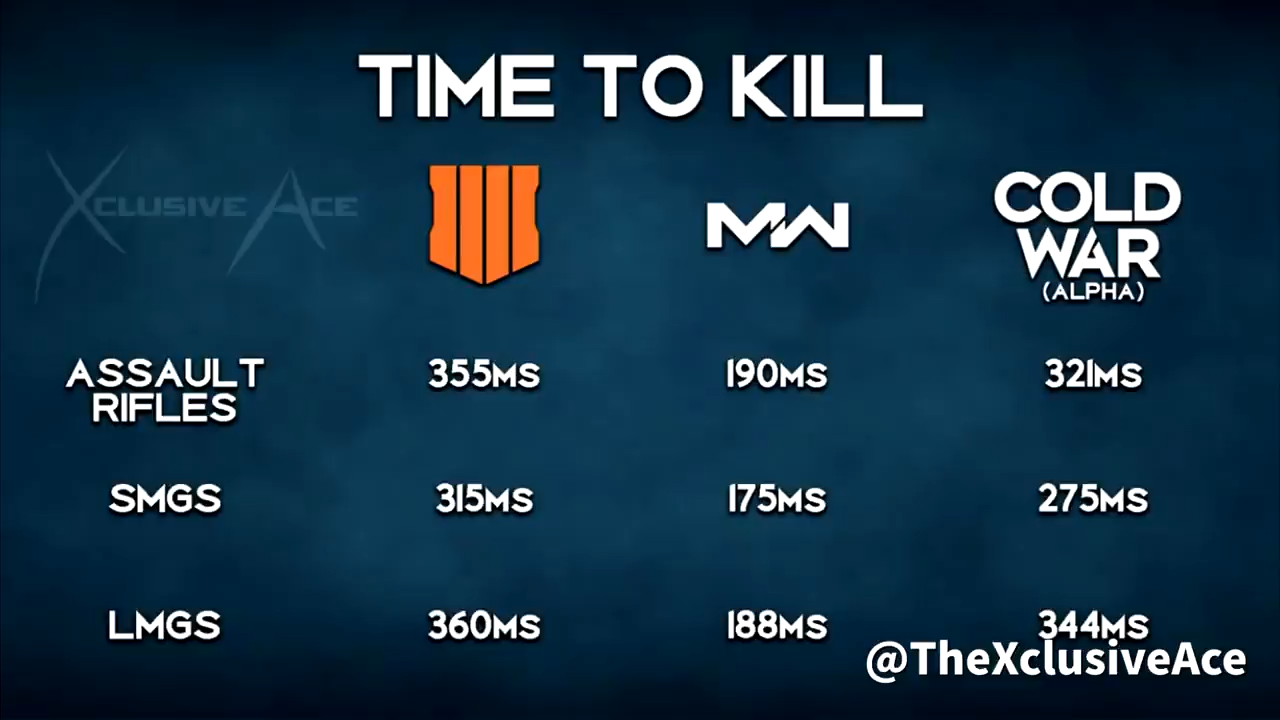 TIME TO KILL
XCLUSIVE ACE
MW
COLD
WAR
(ALPHA)
ASSAULT
RIFLES
355MS
190MS
321MS
SMGS
315MS
175MS
275MS
LMGS
360MS
188MS
344MS
@TheXclusiveAce